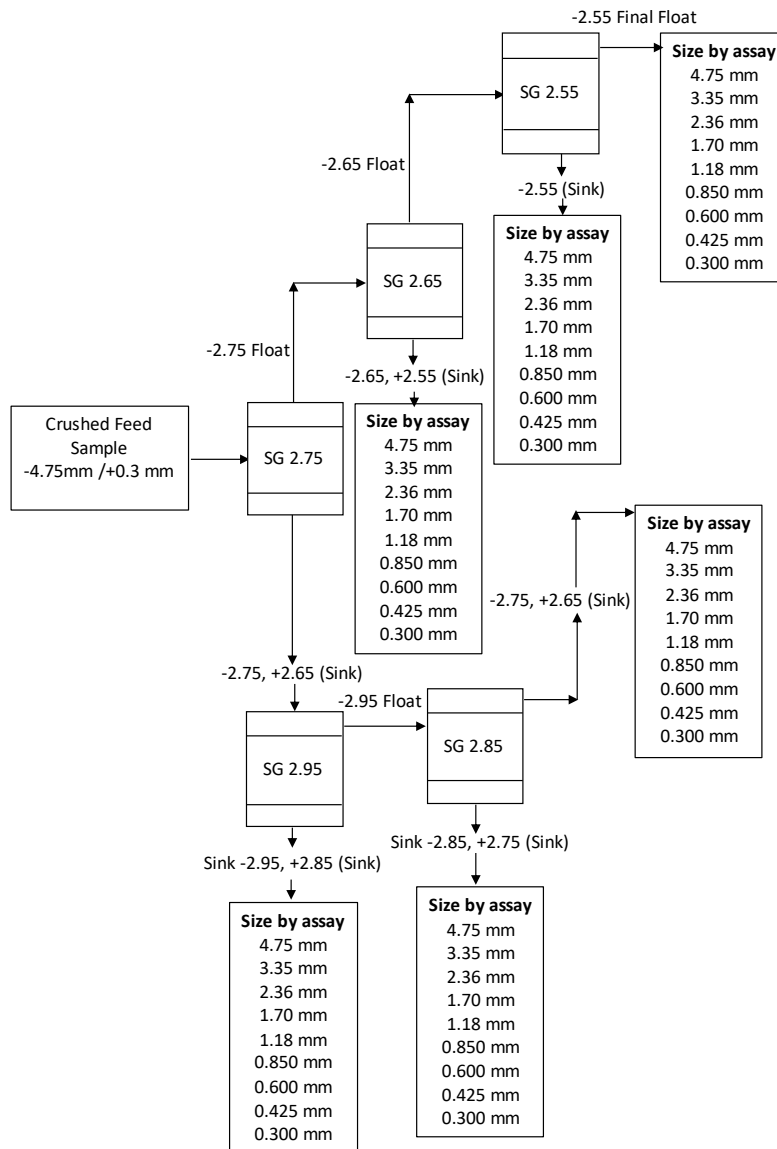 -2.55 Final Float
SG 2.55
Size by assay
4.75 mm
3.35 mm
2.36 mm
1.70 mm
1.18 mm
0.850 mm
0.600 mm
0.425 mm
0.300 mm
-2.65 Float
-2.55 (Sink)
Size by assay
4.75 mm
3.35 mm
2.36 mm
1.70 mm
1.18 mm
0.850 mm
0.600 mm
0.425 mm
0.300 mm
SG 2.65
-2.75 Float
-2.65, +2.55 (Sink)
Size by assay
4.75 mm
3.35 mm
2.36 mm
1.70 mm
1.18 mm
0.850 mm
0.600 mm
0.425 mm
0.300 mm
Crushed Feed
Sample
-4.75mm /+0.3 mm
SG 2.75
-2.75, +2.65 (Sink)
Size by assay
4.75 mm
3.35 mm
2.36 mm
1.70 mm
1.18 mm
0.850 mm
0.600 mm
0.425 mm
0.300 mm
-2.75, +2.65 (Sink)
-2.95 Float
SG 2.95
SG 2.85
Sink -2.95, +2.85 (Sink)
Size by assay
4.75 mm
3.35 mm
2.36 mm
1.70 mm
1.18 mm
0.850 mm
0.600 mm
0.425 mm
0.300 mm
Sink -2.85, +2.75 (Sink)
Size by assay
4.75 mm
3.35 mm
2.36 mm
1.70 mm
1.18 mm
0.850 mm
0.600 mm
0.425 mm
0.300 mm